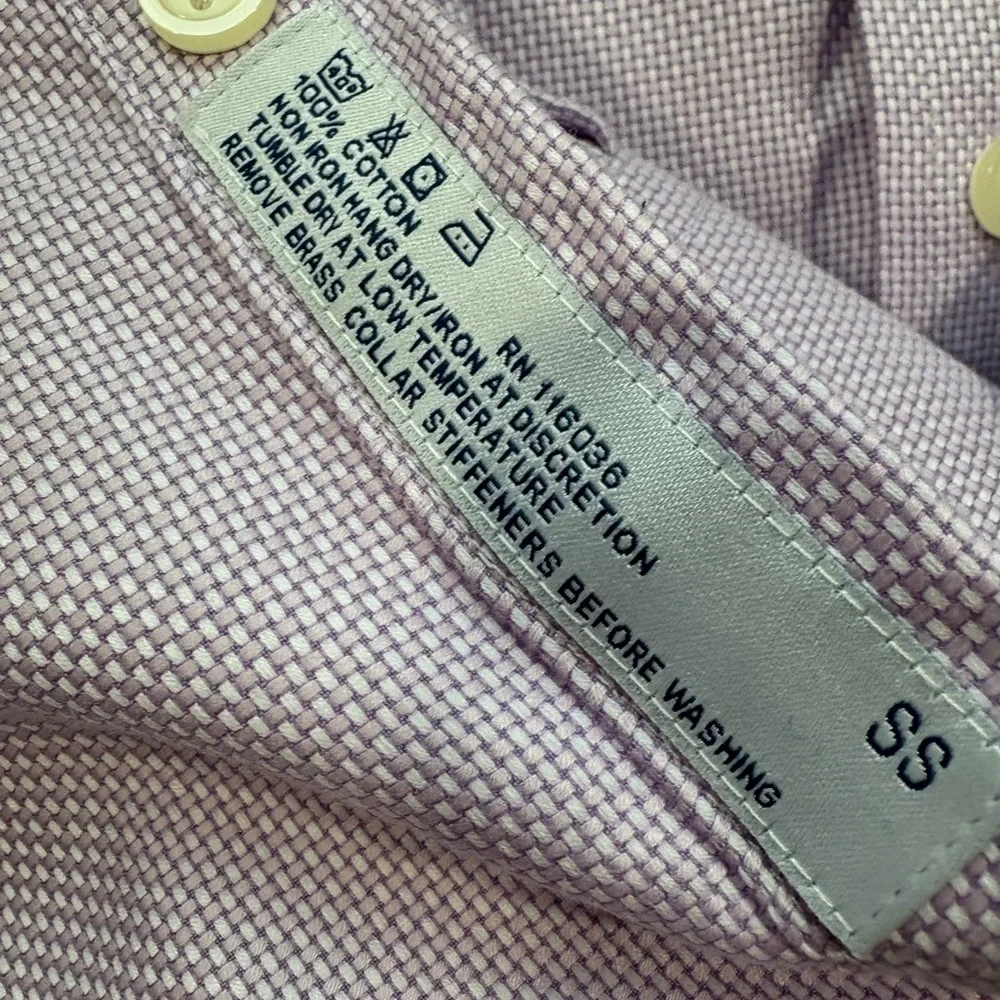 40°
100% COTTON
RN 116036
NON IRON HANG DRY/IRON AT DISCRETION
TUMBLE DRY AT LOW TEMPERATURE
REMOVE BRASS COLLAR STIFFENERS BEFORE WASHING
SS